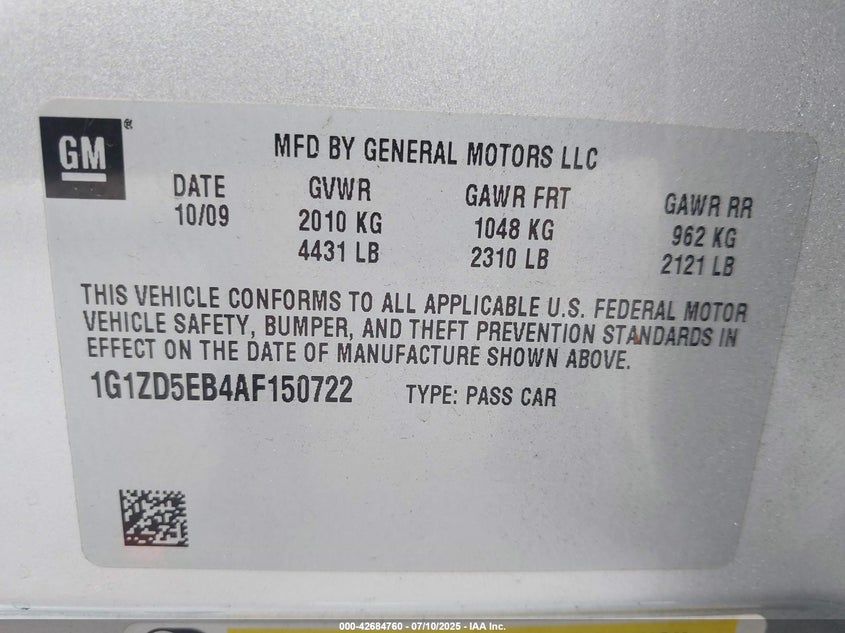 GM®
MFD BY GENERAL MOTORS LLC
DATE GVWR GAWR FRT GAWR RR
10/09 2010 KG 1048 KG 962 KG
4431 LB 2310 LB 2121 LB
THIS VEHICLE CONFORMS TO ALL APPLICABLE U.S. FEDERAL MOTOR
VEHICLE SAFETY, BUMPER, AND THEFT PREVENTION STANDARDS IN
EFFECT ON THE DATE OF MANUFACTURE SHOWN ABOVE.
1G1ZD5EB4AF150722 TYPE: PASS CAR
000-42684760 - 07/10/2025 - IAA Inc.